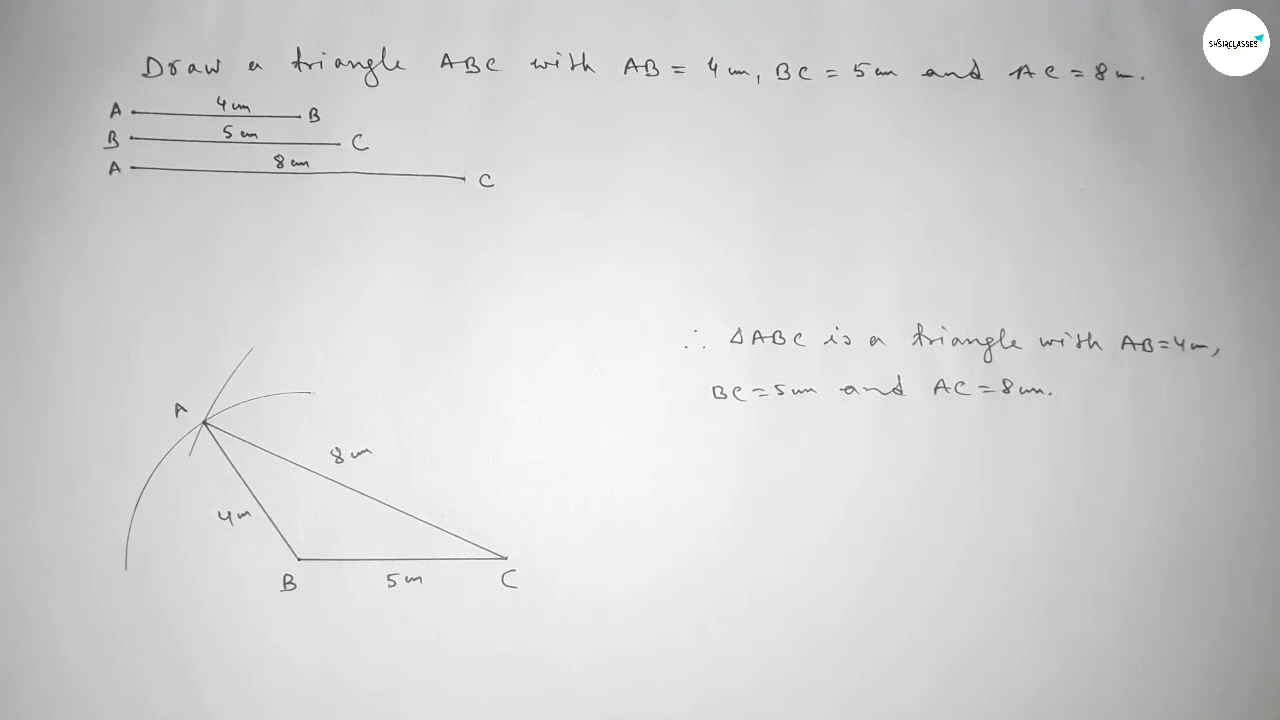 SHSIRCLASSES
Draw a triangle ABC with AB = 4 cm, BC = 5 cm and AC = 8 cm.
A 4 cm B
B 5 cm C
A 8 cm C
∴ ΔABC is a triangle with AB = 4 cm,
BC = 5 cm and AC = 8 cm.
A
8 cm
4 cm
B 5 cm C